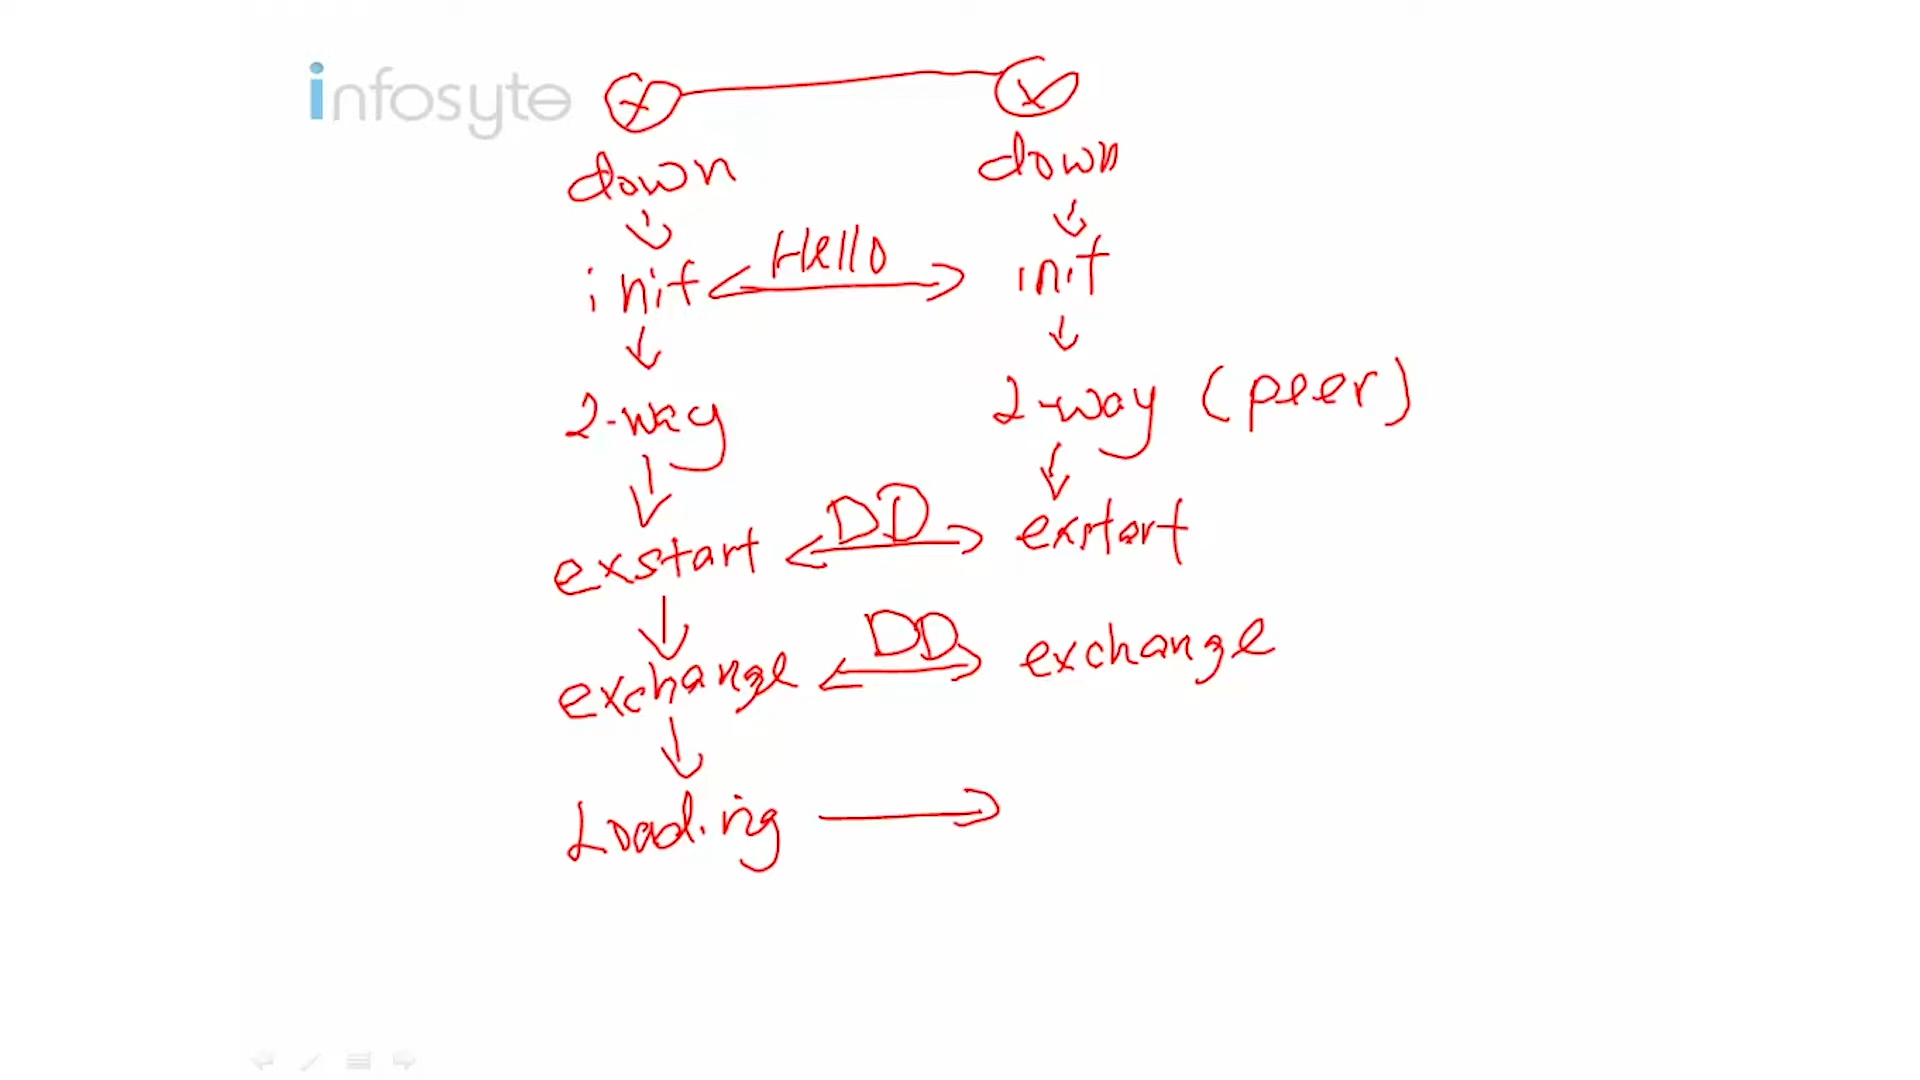 infosyte
down down
init Hello init
2-way 2-way (peer)
exstart DD exstart
exchange DD exchange
Loading